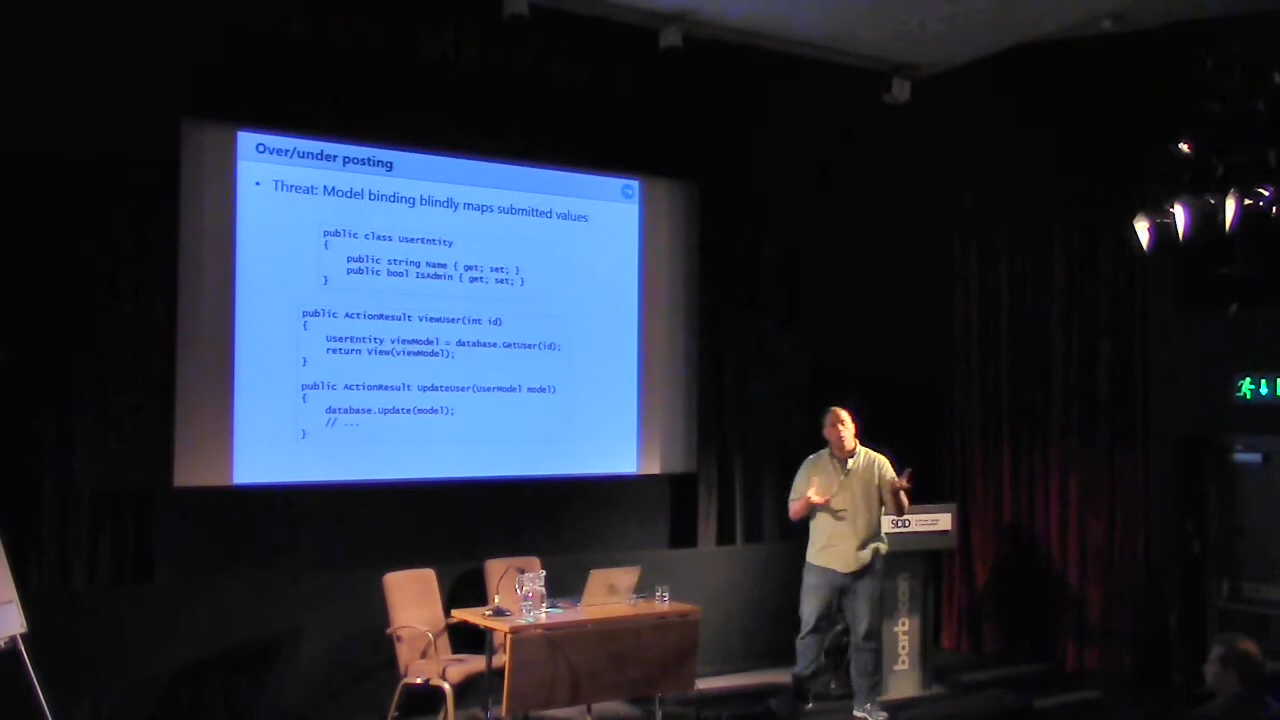 Over/under posting
• Threat: Model binding blindly maps submitted values
public class UserEntity
{
public string Name { get; set; }
public bool IsAdmin { get; set; }
}
public ActionResult ViewUser(int id)
{
UserEntity viewModel = database.GetUser(id);
return View(viewModel);
}
public ActionResult UpdateUser(UserModel model)
{
database.Update(model);
// ...
}
SDD
barbican